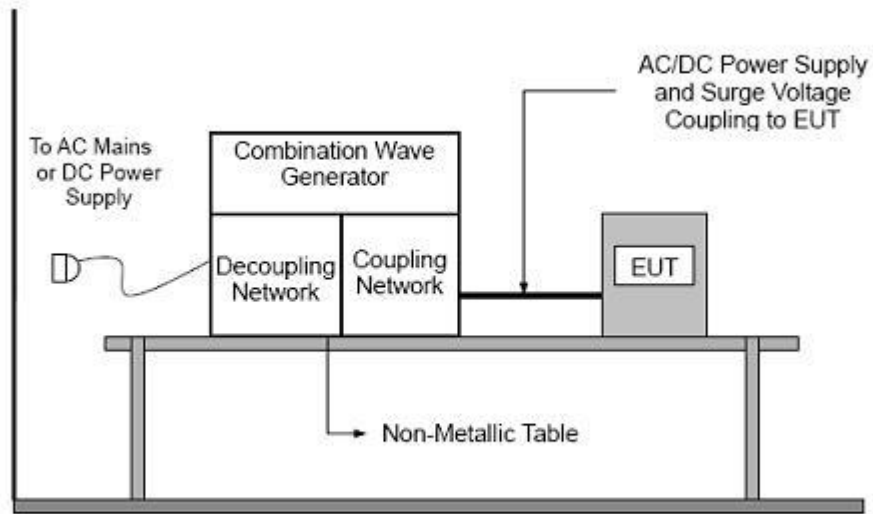 AC/DC Power Supply
and Surge Voltage
Coupling to EUT
To AC Mains
or DC Power
Supply
Combination Wave
Generator
Decoupling
Network
Coupling
Network
EUT
Non-Metallic Table